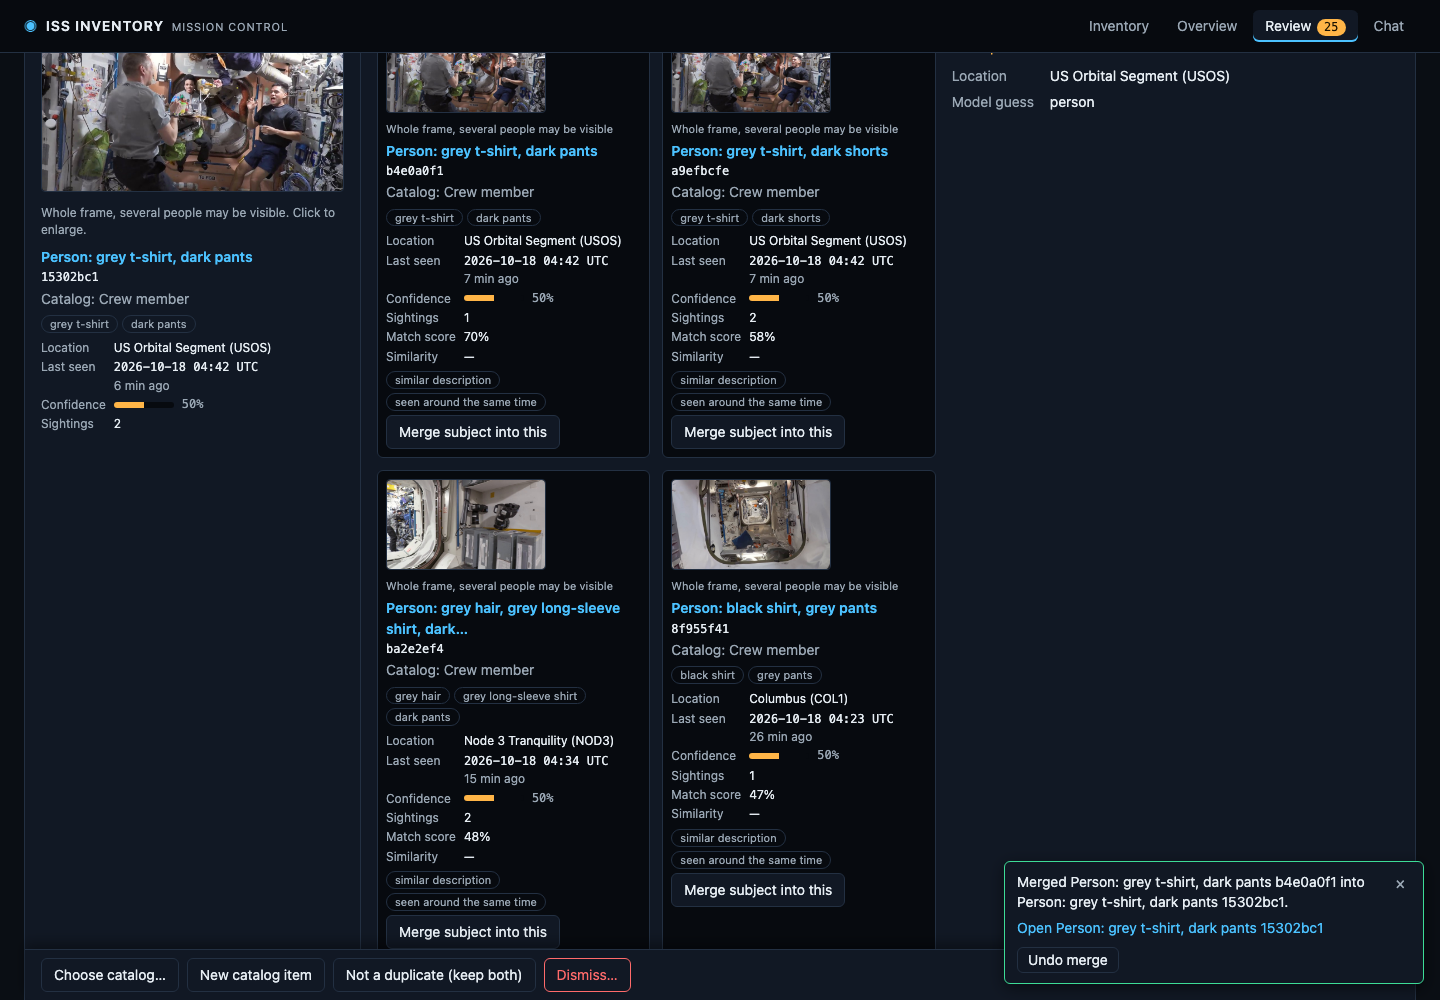 ISS INVENTORY MISSION CONTROL
Inventory
Overview
Review 25
Chat
Whole frame, several people may be visible. Click to
enlarge.
Person: grey t-shirt, dark pants
15302bc1
Catalog: Crew member
grey t-shirt
dark pants
Location US Orbital Segment (USOS)
Last seen 2026-10-18 04:42 UTC
6 min ago
Confidence 50%
Sightings 2
Whole frame, several people may be visible
Person: grey t-shirt, dark pants
b4e0a0f1
Catalog: Crew member
grey t-shirt
dark pants
Location US Orbital Segment (USOS)
Last seen 2026-10-18 04:42 UTC
7 min ago
Confidence 50%
Sightings 1
Match score 70%
Similarity —
similar description
seen around the same time
Merge subject into this
Whole frame, several people may be visible
Person: grey t-shirt, dark shorts
a9efbcfe
Catalog: Crew member
grey t-shirt
dark shorts
Location US Orbital Segment (USOS)
Last seen 2026-10-18 04:42 UTC
7 min ago
Confidence 50%
Sightings 2
Match score 58%
Similarity —
similar description
seen around the same time
Merge subject into this
Whole frame, several people may be visible
Person: grey hair, grey long-sleeve
shirt, dark...
ba2e2ef4
Catalog: Crew member
grey hair
grey long-sleeve shirt
dark pants
Location Node 3 Tranquility (NOD3)
Last seen 2026-10-18 04:34 UTC
15 min ago
Confidence 50%
Sightings 2
Match score 48%
Similarity —
similar description
seen around the same time
Merge subject into this
Whole frame, several people may be visible
Person: black shirt, grey pants
8f955f41
Catalog: Crew member
black shirt
grey pants
Location Columbus (COL1)
Last seen 2026-10-18 04:23 UTC
26 min ago
Confidence 50%
Sightings 1
Match score 47%
Similarity —
similar description
seen around the same time
Merge subject into this
Location US Orbital Segment (USOS)
Model guess person
Merged Person: grey t-shirt, dark pants b4e0a0f1 into
Person: grey t-shirt, dark pants 15302bc1.
Open Person: grey t-shirt, dark pants 15302bc1
Undo merge
Choose catalog...
New catalog item
Not a duplicate (keep both)
Dismiss...